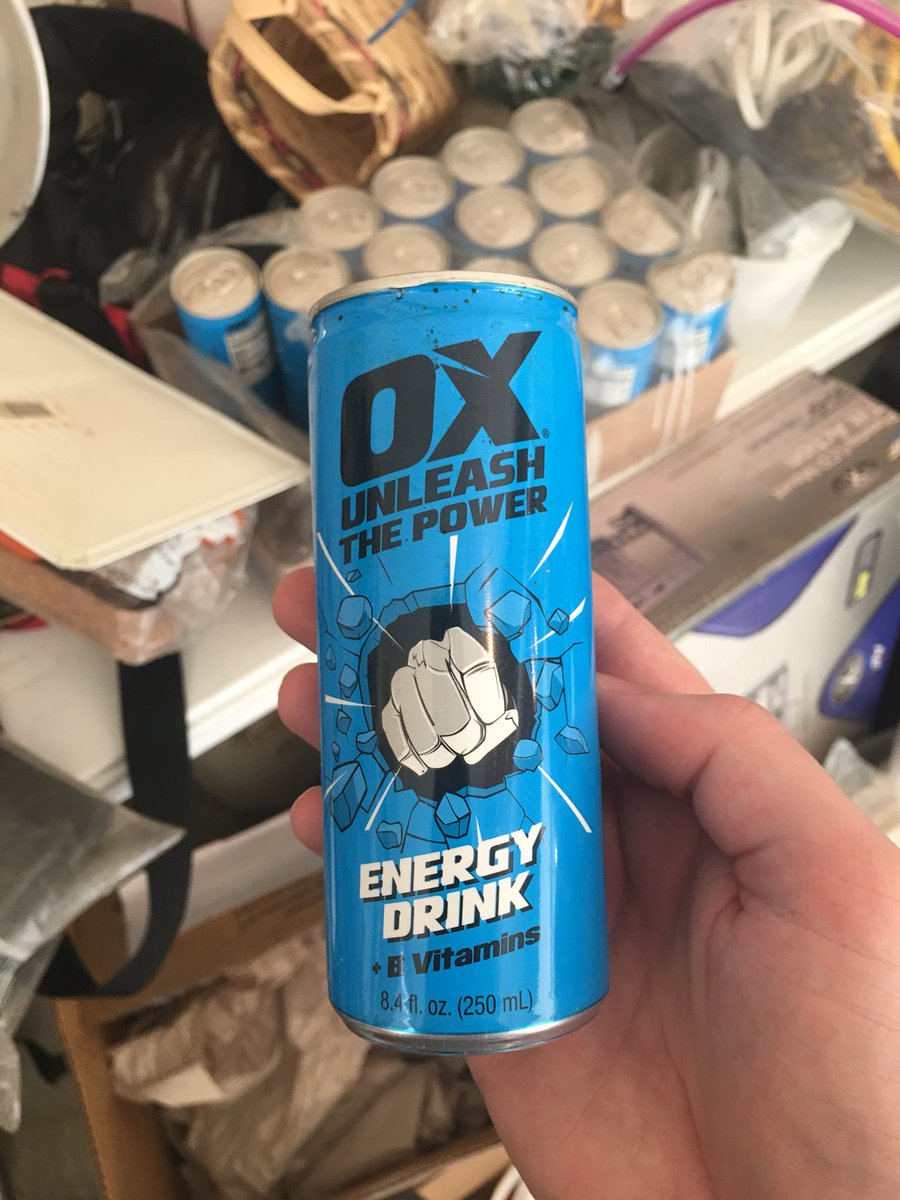 OX®
UNLEASH
THE POWER
ENERGY
DRINK
+ B Vitamins
8.4 fl. oz. (250 mL)